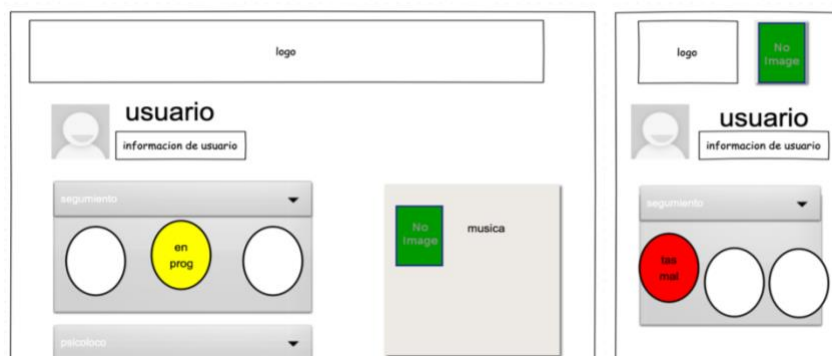 logo
usuario
informacion de usuario
segumiento
en
prog
No
Image
musica
psicoloco
logo
No
Image
usuario
informacion de usuario
segumiento
tas
mal